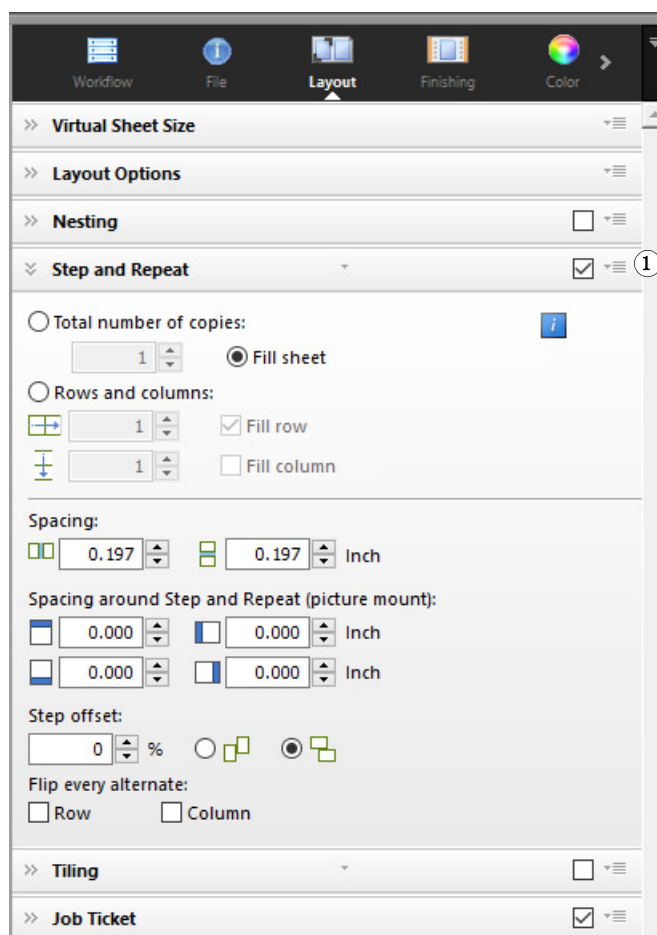 Workflow File Layout Finishing Color
Virtual Sheet Size
Layout Options
Nesting
Step and Repeat 1
Total number of copies: i
1 Fill sheet
Rows and columns:
1 Fill row
1 Fill column
Spacing:
0.197 0.197 Inch
Spacing around Step and Repeat (picture mount):
0.000 0.000 Inch
0.000 0.000 Inch
Step offset:
0 %
Flip every alternate:
Row Column
Tiling
Job Ticket